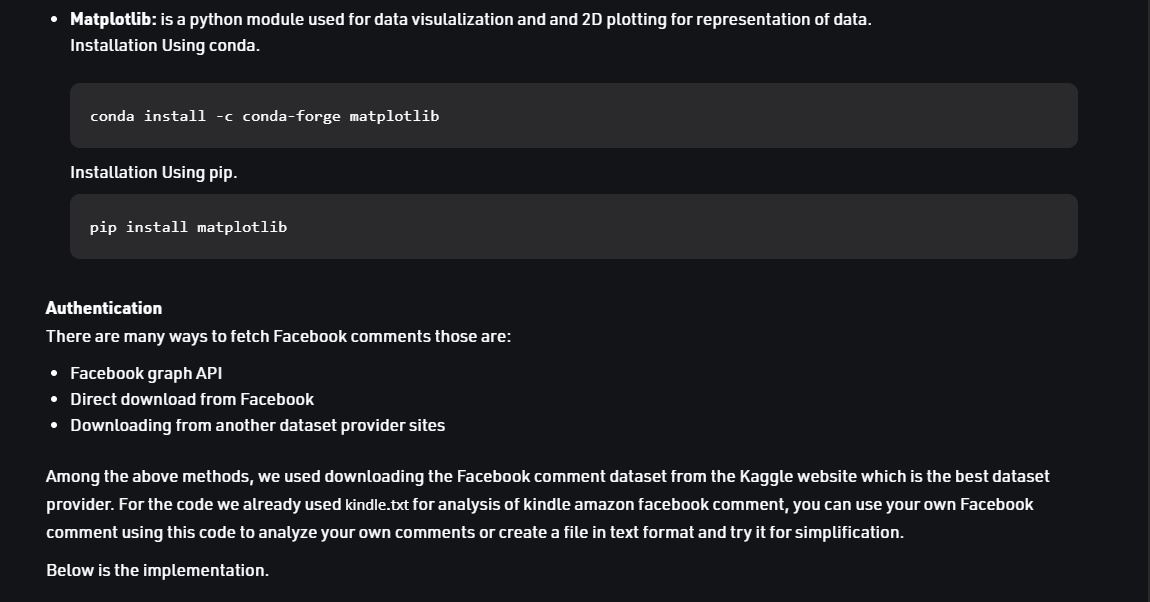 Matplotlib: is a python module used for data visulalization and and 2D plotting for representation of data.
Installation Using conda.
conda install -c conda-forge matplotlib
Installation Using pip.
pip install matplotlib
Authentication
There are many ways to fetch Facebook comments those are:
Facebook graph API
Direct download from Facebook
Downloading from another dataset provider sites
Among the above methods, we used downloading the Facebook comment dataset from the Kaggle website which is the best dataset
provider. For the code we already used kindle.txt for analysis of kindle amazon facebook comment, you can use your own Facebook
comment using this code to analyze your own comments or create a file in text format and try it for simplification.
Below is the implementation.